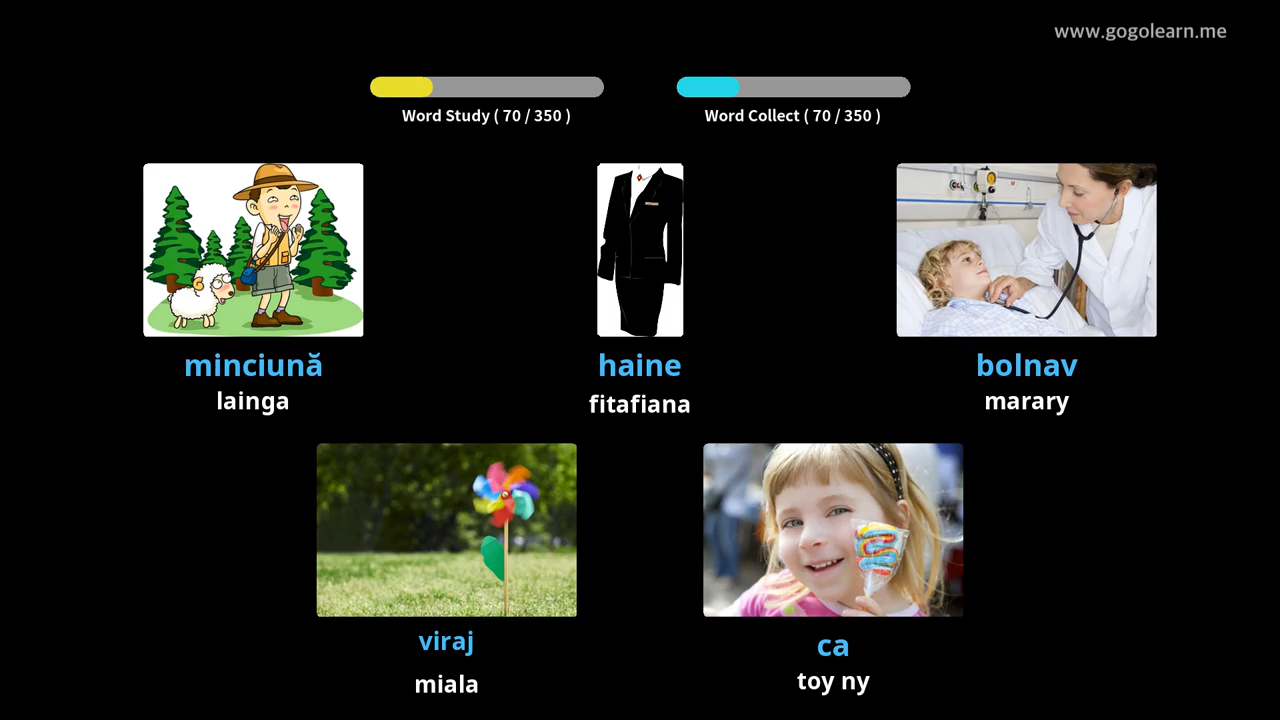 www.gogolearn.me
Word Study ( 70 / 350 )
Word Collect ( 70 / 350 )
minciună
lainga
haine
fitafiana
bolnav
marary
viraj
miala
ca
toy ny